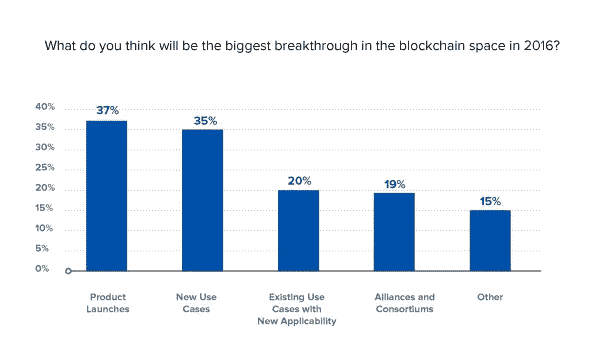 What do you think will be the biggest breakthrough in the blockchain space in 2016?
40%
35%
30%
25%
20%
15%
10%
5%
0%
37%
35%
20%
19%
15%
Product
Launches
New Use
Cases
Existing Use
Cases with
New Applicability
Alliances and
Consortiums
Other